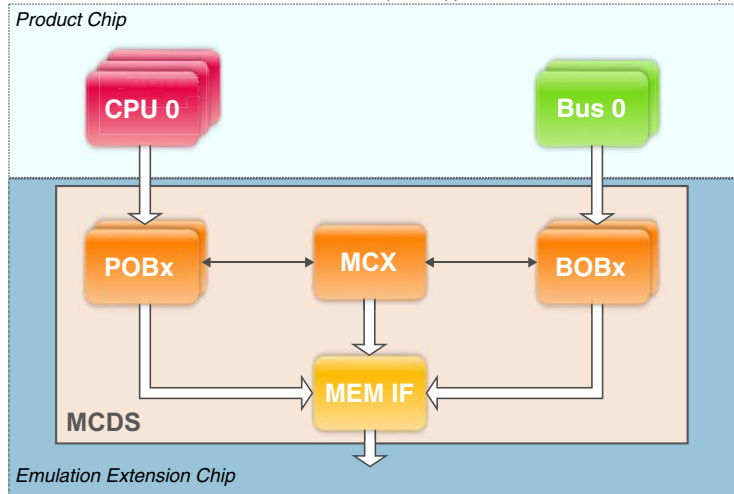 Product Chip
CPU 0
Bus 0
POBx
MCX
BOBx
MEM IF
MCDS
Emulation Extension Chip